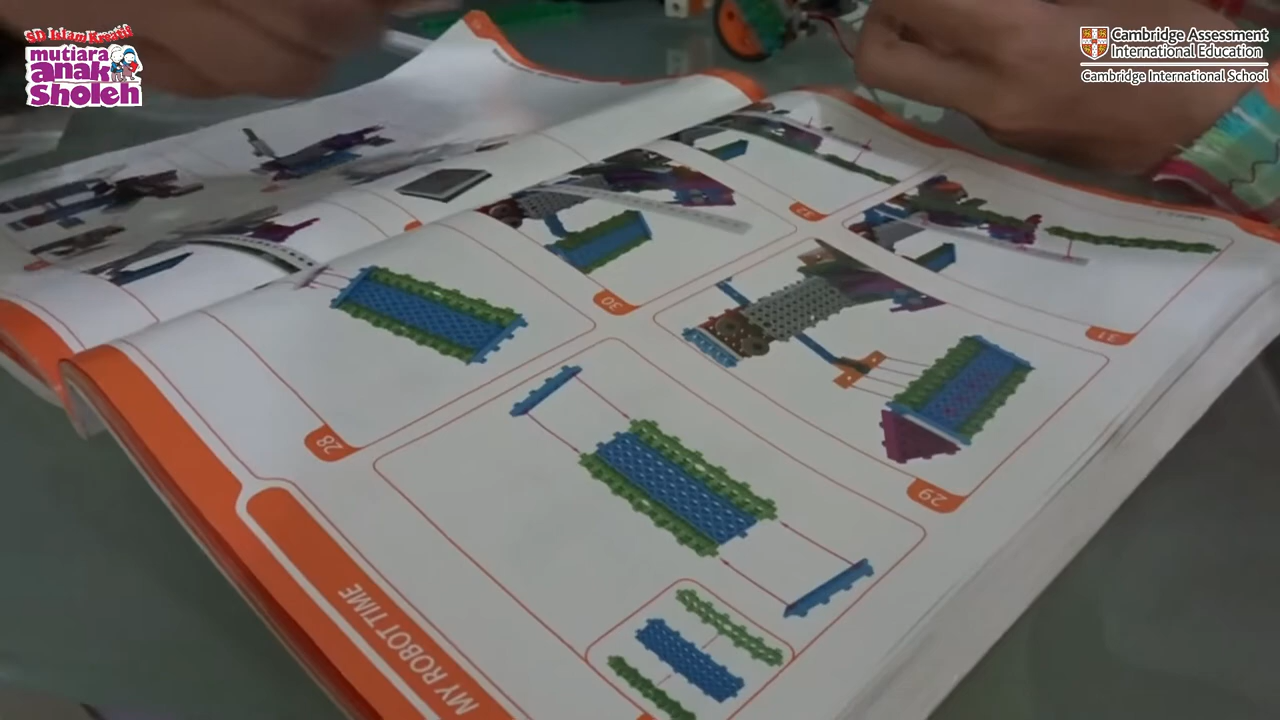 SD Islam Kreatif
mutiara
anak
Sholeh
Cambridge Assessment
International Education
Cambridge International School
32
31
30
29
28
MY ROBOT TIME